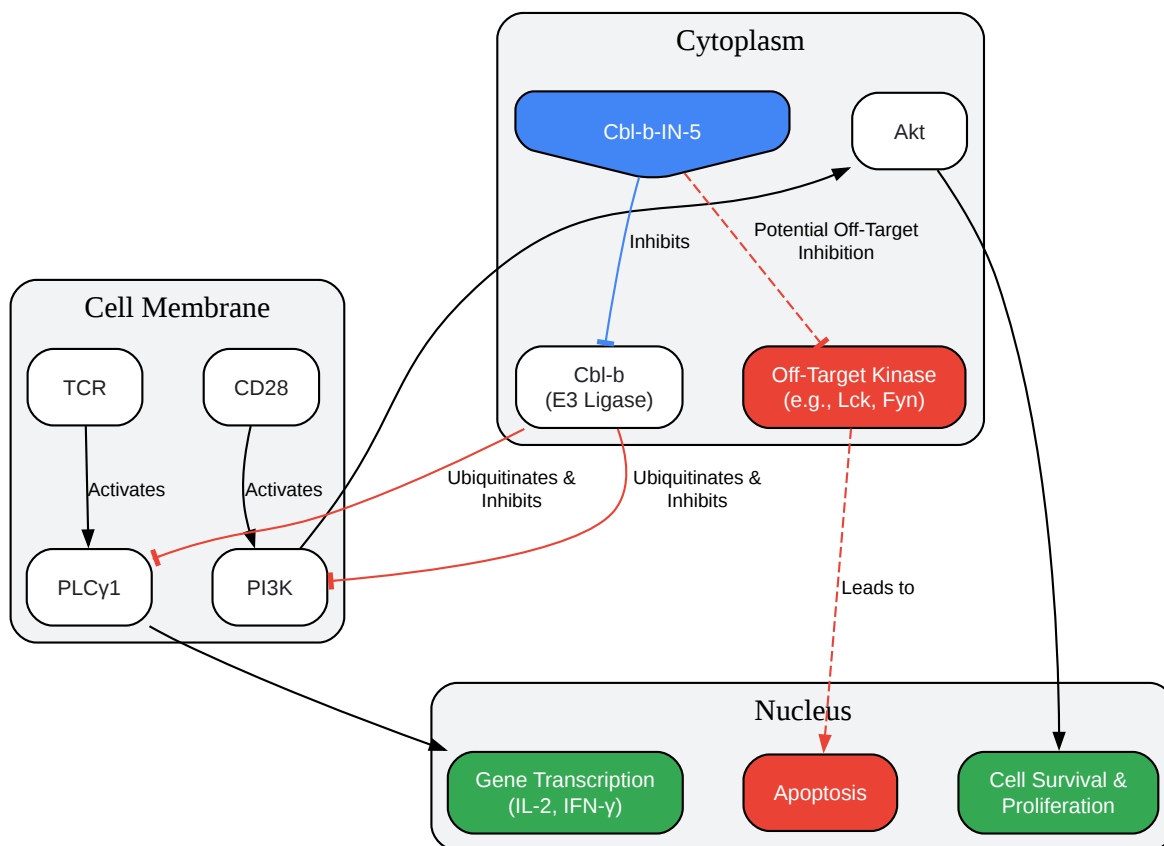 Cytoplasm
Cbl-b-IN-5
Akt
Inhibits
Potential Off-Target
Inhibition
Cell Membrane
TCR
CD28
Cbl-b
(E3 Ligase)
Off-Target Kinase
(e.g., Lck, Fyn)
Activates
Activates
Ubiquitinates &
Inhibits
Ubiquitinates &
Inhibits
PLCγ1
PI3K
Leads to
Nucleus
Gene Transcription
(IL-2, IFN-γ)
Apoptosis
Cell Survival &
Proliferation